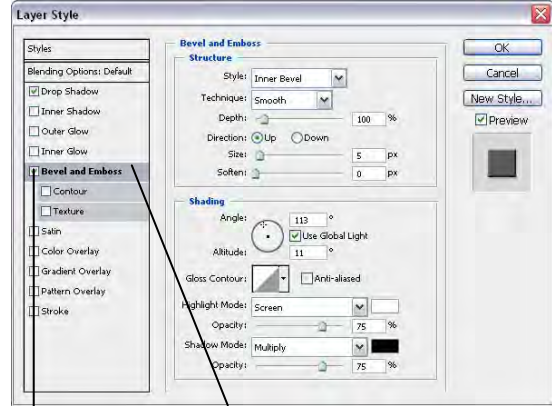 Layer Style
Styles
Blending Options: Default
Drop Shadow
Inner Shadow
Outer Glow
Inner Glow
Bevel and Emboss
Contour
Texture
Satin
Color Overlay
Gradient Overlay
Pattern Overlay
Stroke
Bevel and Emboss
Structure
Style: Inner Bevel
Technique: Smooth
Depth: 100 %
Direction: Up Down
Size: 5 px
Soften: 0 px
Shading
Angle: 113 °
Use Global Light
Altitude: 11 °
Gloss Contour: Anti-aliased
Highlight Mode: Screen
Opacity: 75 %
Shadow Mode: Multiply
Opacity: 75 %
OK
Cancel
New Style...
Preview